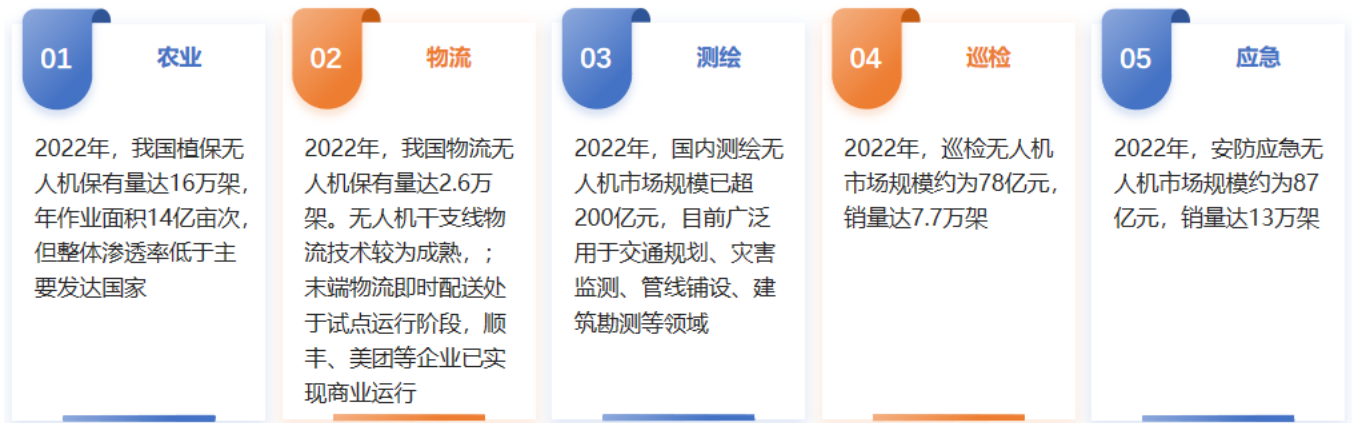 01
农业
2022年，我国植保无
人机保有量达16万架，
年作业面积14亿亩次，
但整体渗透率低于主
要发达国家
02
物流
2022年，我国物流无
人机保有量达2.6万
架。无人机干支线物
流技术较为成熟，；
末端物流即时配送处
于试点运行阶段，顺
丰、美团等企业已实
现商业运行
03
测绘
2022年，国内测绘无
人机市场规模已超
200亿元，目前广泛
用于交通规划、灾害
监测、管线铺设、建
筑勘测等领域
04
巡检
2022年，巡检无人机
市场规模约为78亿元，
销量达7.7万架
05
应急
2022年，安防应急无
人机市场规模约为87
亿元，销量达13万架